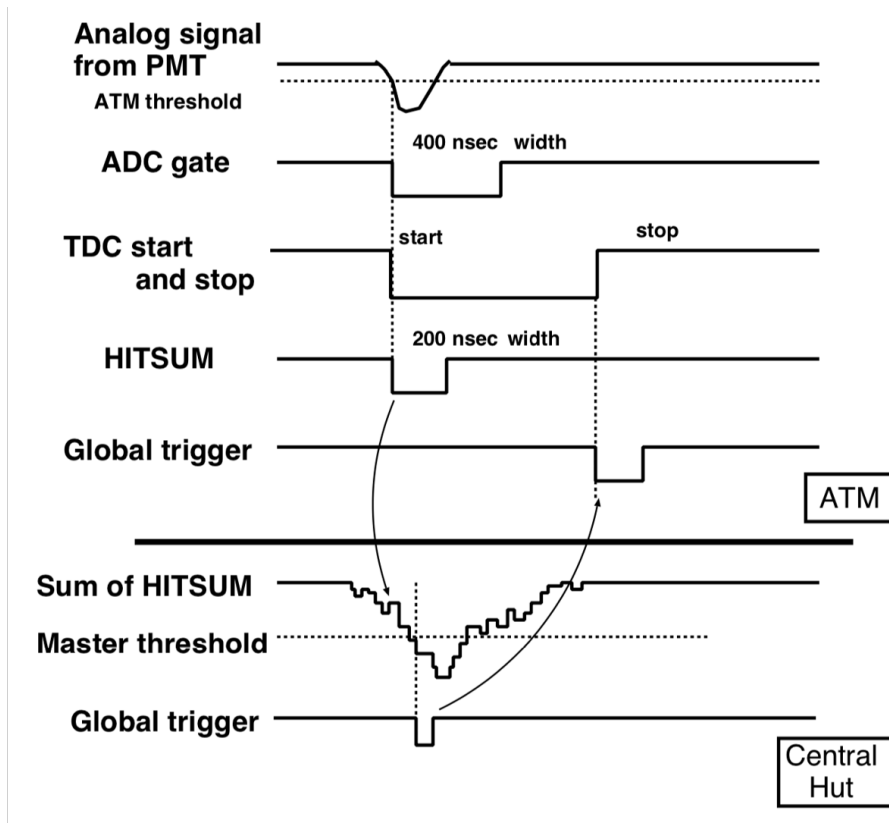 Analog signal
from PMT
ATM threshold
400 nsec width
ADC gate
start
stop
TDC start
and stop
200 nsec width
HITSUM
Global trigger
ATM
Sum of HITSUM
Master threshold
Global trigger
Central
Hut